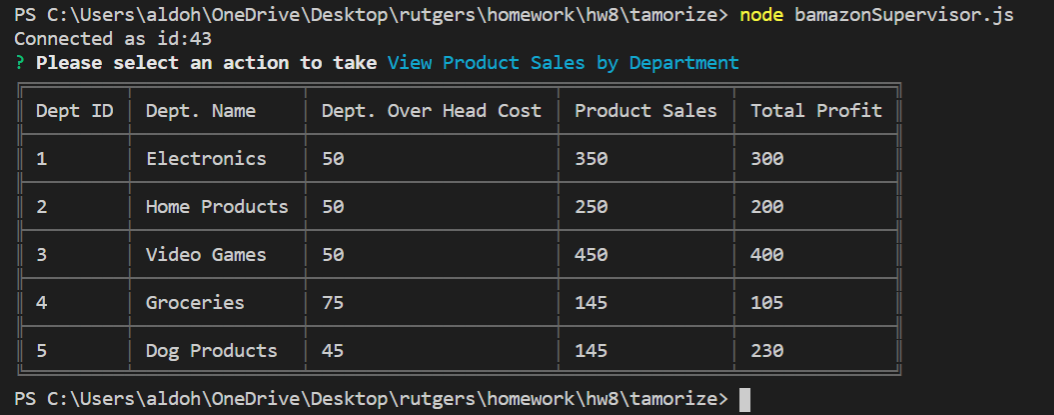 PS C:\Users\aldoh\OneDrive\Desktop\rutgers\homework\hw8\tamorize> node bamazonSupervisor.js
Connected as id:43
? Please select an action to take View Product Sales by Department
Dept ID Dept. Name Dept. Over Head Cost Product Sales Total Profit
1 Electronics 50 350 300
2 Home Products 50 250 200
3 Video Games 50 450 400
4 Groceries 75 145 105
5 Dog Products 45 145 230
PS C:\Users\aldoh\OneDrive\Desktop\rutgers\homework\hw8\tamorize>